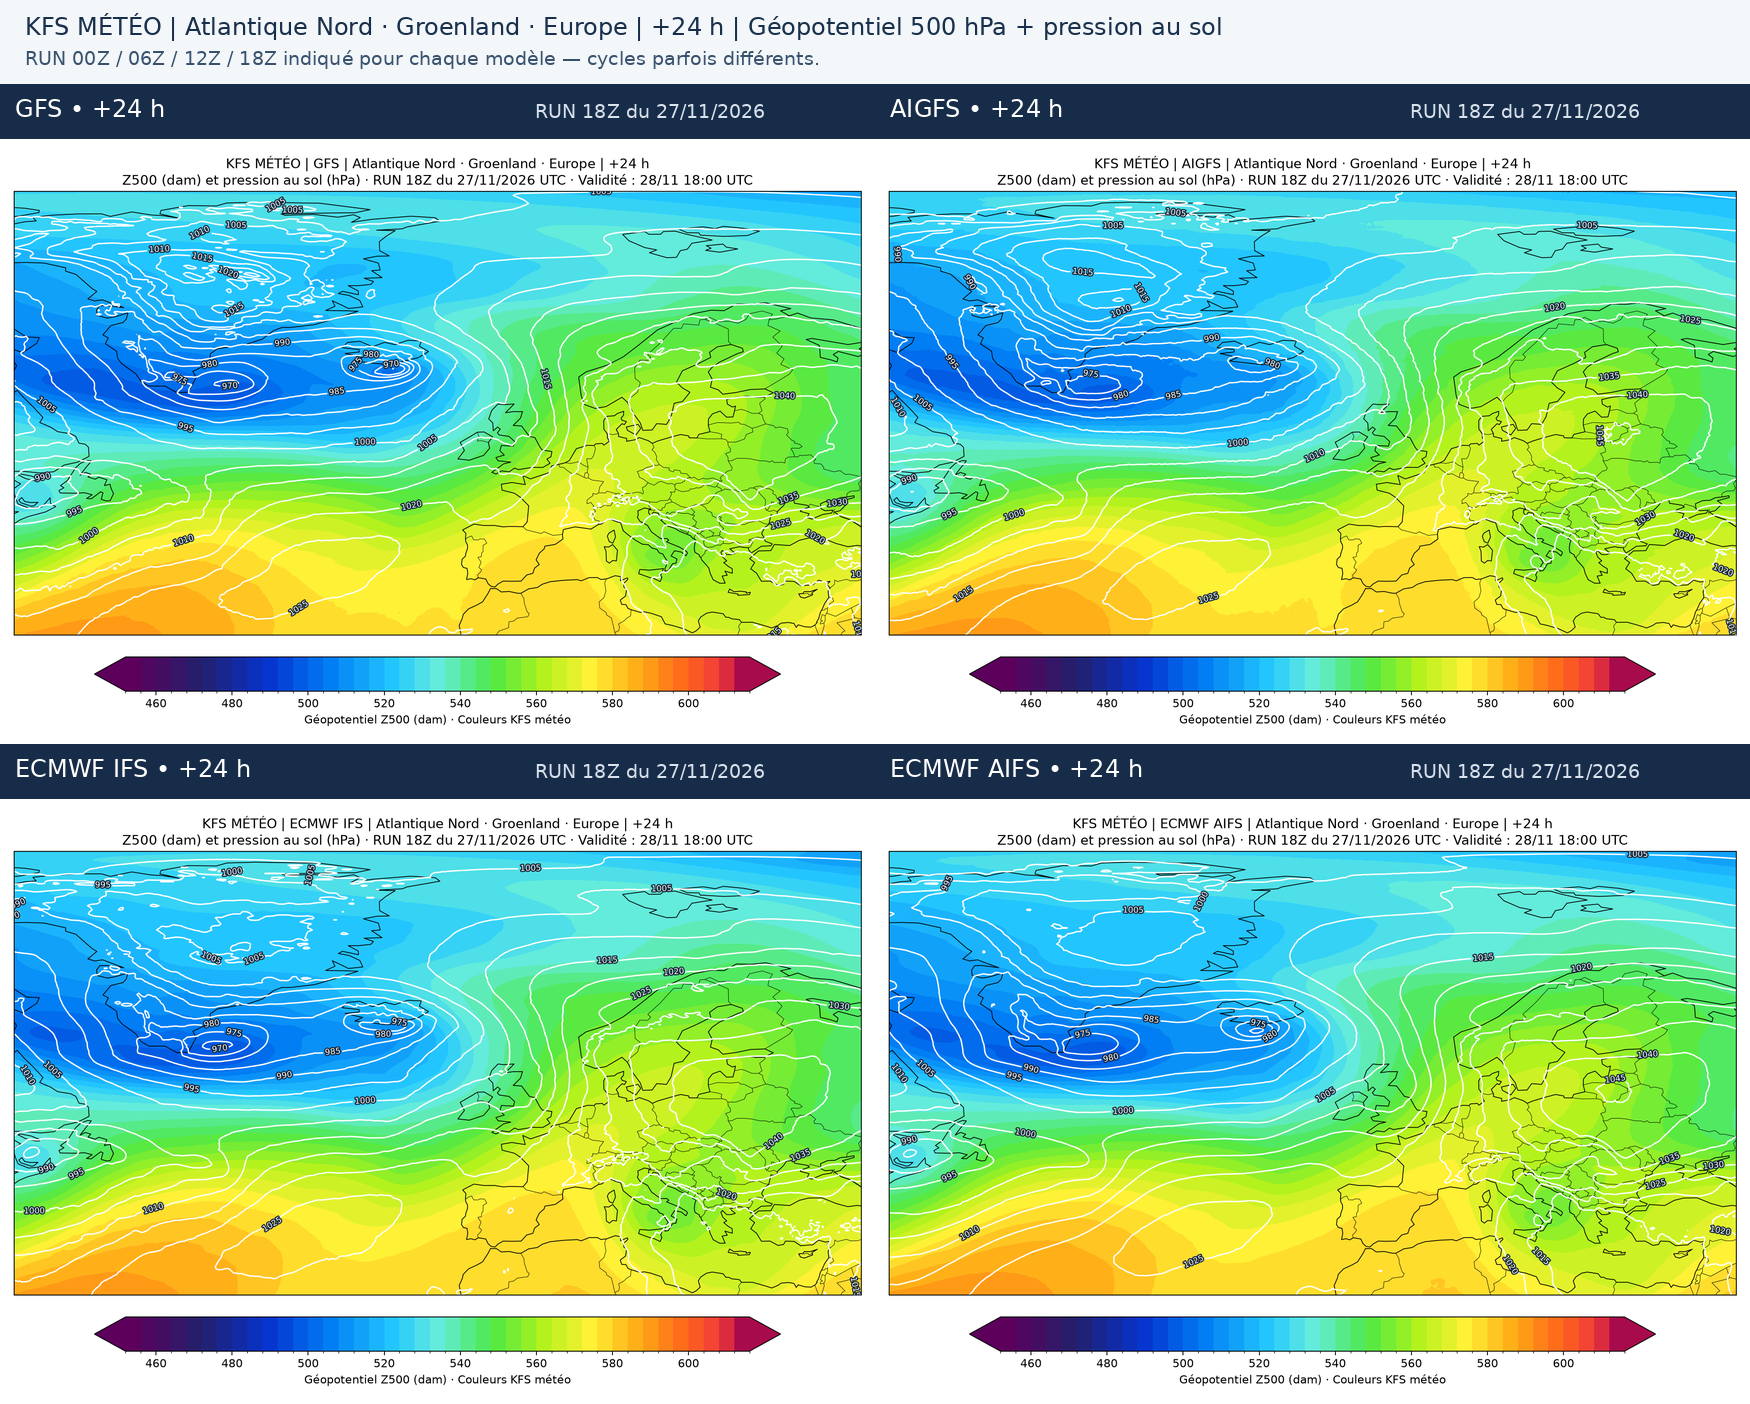 KFS MÉTÉO | Atlantique Nord · Groenland · Europe | +24 h | Géopotentiel 500 hPa + pression au sol
RUN 00Z / 06Z / 12Z / 18Z indiqué pour chaque modèle — cycles parfois différents.
GFS • +24 h
RUN 18Z du 27/11/2026
AIGFS • +24 h
RUN 18Z du 27/11/2026
KFS MÉTÉO | GFS | Atlantique Nord · Groenland · Europe | +24 h
Z500 (dam) et pression au sol (hPa) · RUN 18Z du 27/11/2026 UTC · Validité : 28/11 18:00 UTC
KFS MÉTÉO | AIGFS | Atlantique Nord · Groenland · Europe | +24 h
Z500 (dam) et pression au sol (hPa) · RUN 18Z du 27/11/2026 UTC · Validité : 28/11 18:00 UTC
460 480 500 520 540 560 580 600
Géopotentiel Z500 (dam) · Couleurs KFS météo
460 480 500 520 540 560 580 600
Géopotentiel Z500 (dam) · Couleurs KFS météo
ECMWF IFS • +24 h
RUN 18Z du 27/11/2026
ECMWF AIFS • +24 h
RUN 18Z du 27/11/2026
KFS MÉTÉO | ECMWF IFS | Atlantique Nord · Groenland · Europe | +24 h
Z500 (dam) et pression au sol (hPa) · RUN 18Z du 27/11/2026 UTC · Validité : 28/11 18:00 UTC
KFS MÉTÉO | ECMWF AIFS | Atlantique Nord · Groenland · Europe | +24 h
Z500 (dam) et pression au sol (hPa) · RUN 18Z du 27/11/2026 UTC · Validité : 28/11 18:00 UTC
460 480 500 520 540 560 580 600
Géopotentiel Z500 (dam) · Couleurs KFS météo
460 480 500 520 540 560 580 600
Géopotentiel Z500 (dam) · Couleurs KFS météo